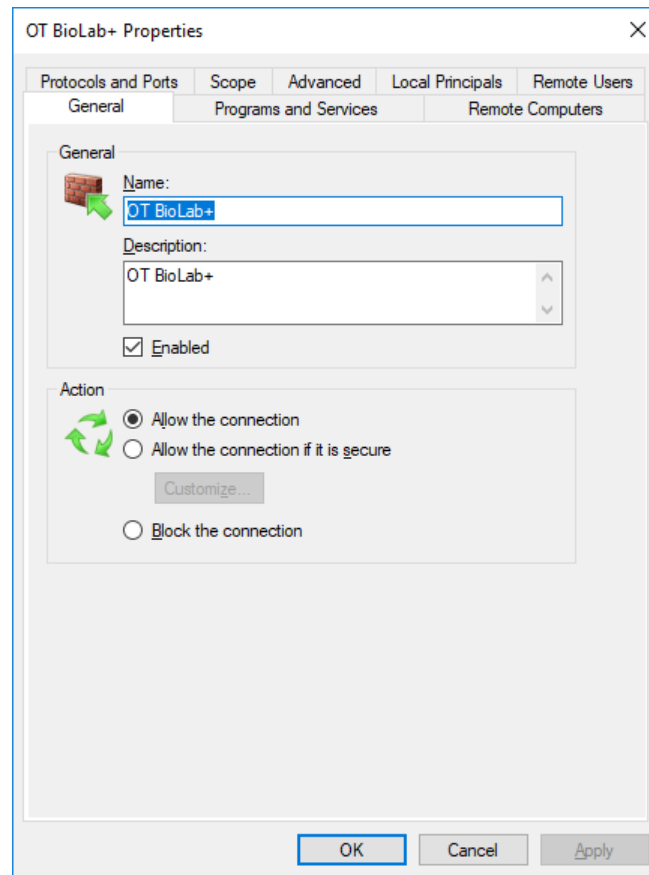 OT BioLab+ Properties
Protocols and Ports Scope Advanced Local Principals Remote Users
General Programs and Services Remote Computers
General
Name:
OT BioLab+
Description:
OT BioLab+
Enabled
Action
Allow the connection
Allow the connection if it is secure
Customize...
Block the connection
OK Cancel Apply